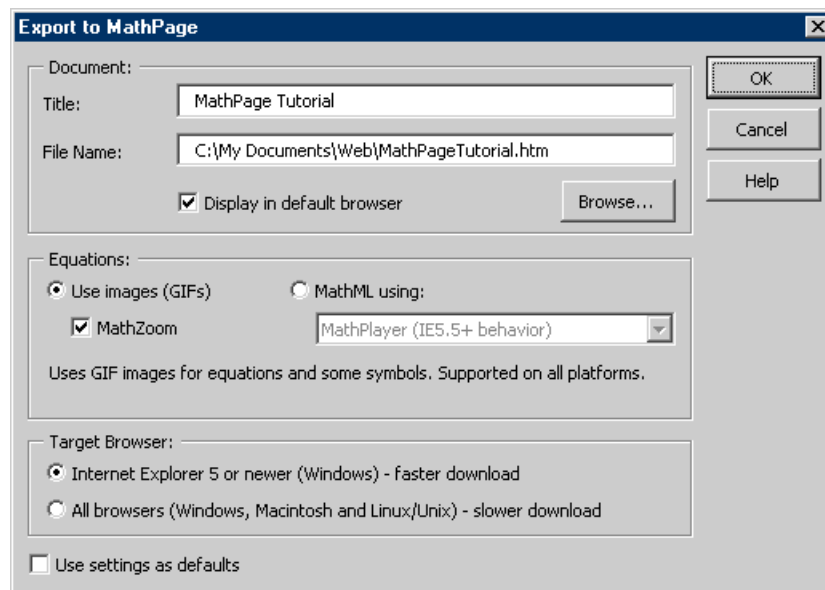 Export to MathPage
Document:
Title:
MathPage Tutorial
File Name:
C:\My Documents\Web\MathPageTutorial.htm
Display in default browser
Browse...
OK
Cancel
Help
Equations:
Use images (GIFs)
MathML using:
MathZoom
MathPlayer (IE5.5+ behavior)
Uses GIF images for equations and some symbols. Supported on all platforms.
Target Browser:
Internet Explorer 5 or newer (Windows) - faster download
All browsers (Windows, Macintosh and Linux/Unix) - slower download
Use settings as defaults